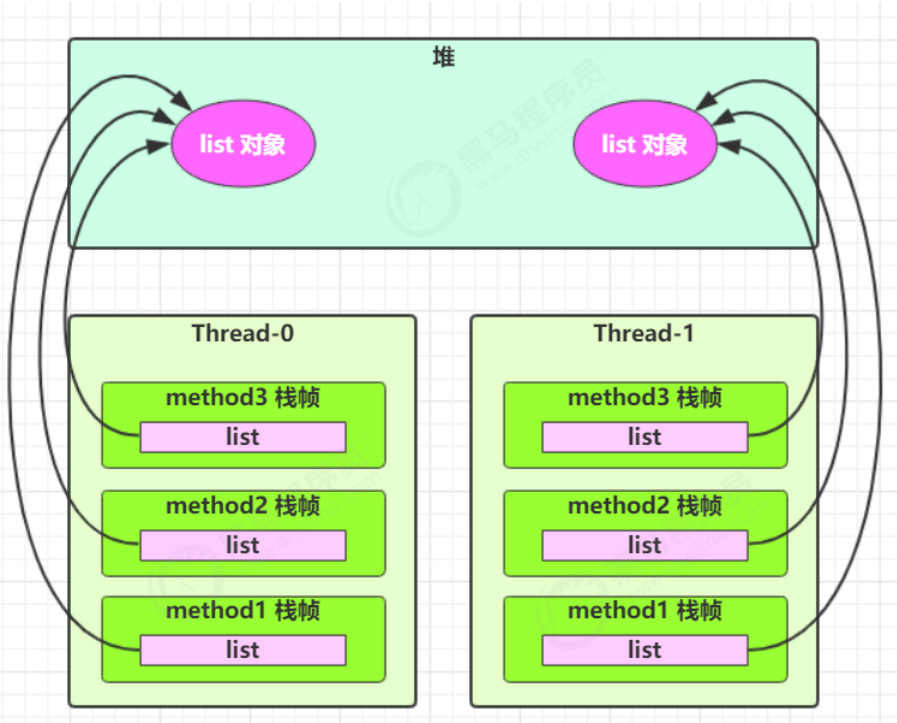 堆
list 对象
list 对象
黑马程序员
www.itheima.com
Thread-0
Thread-1
method3 栈帧
list
method3 栈帧
list
method2 栈帧
list
method2 栈帧
list
method1 栈帧
list
method1 栈帧
list